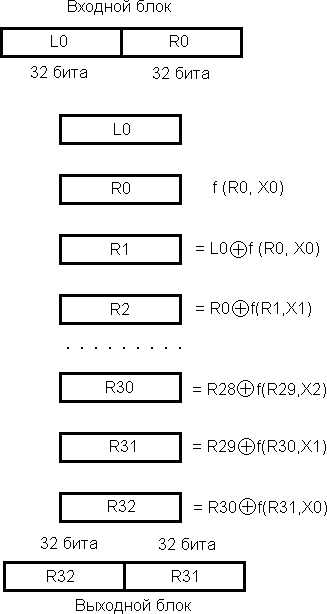 Входной блок
L0 R0
32 бита 32 бита
L0
R0 f (R0, X0)
R1 = L0⊕f (R0, X0)
R2 = R0⊕f(R1,X1)
. . . . . . . . .
R30 = R28⊕f(R29,X2)
R31 = R29⊕f(R30,X1)
R32 = R30⊕f(R31,X0)
32 бита 32 бита
R32 R31
Выходной блок